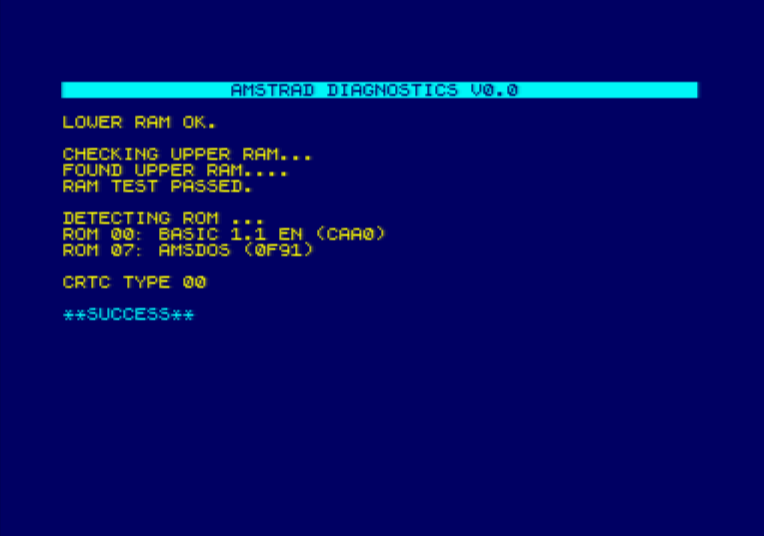 AMSTRAD DIAGNOSTICS V0.0
LOWER RAM OK.
CHECKING UPPER RAM...
FOUND UPPER RAM....
RAM TEST PASSED.
DETECTING ROM ...
ROM 00: BASIC 1.1 EN (CAA0)
ROM 07: AMSDOS (0F91)
CRTC TYPE 00
**SUCCESS**